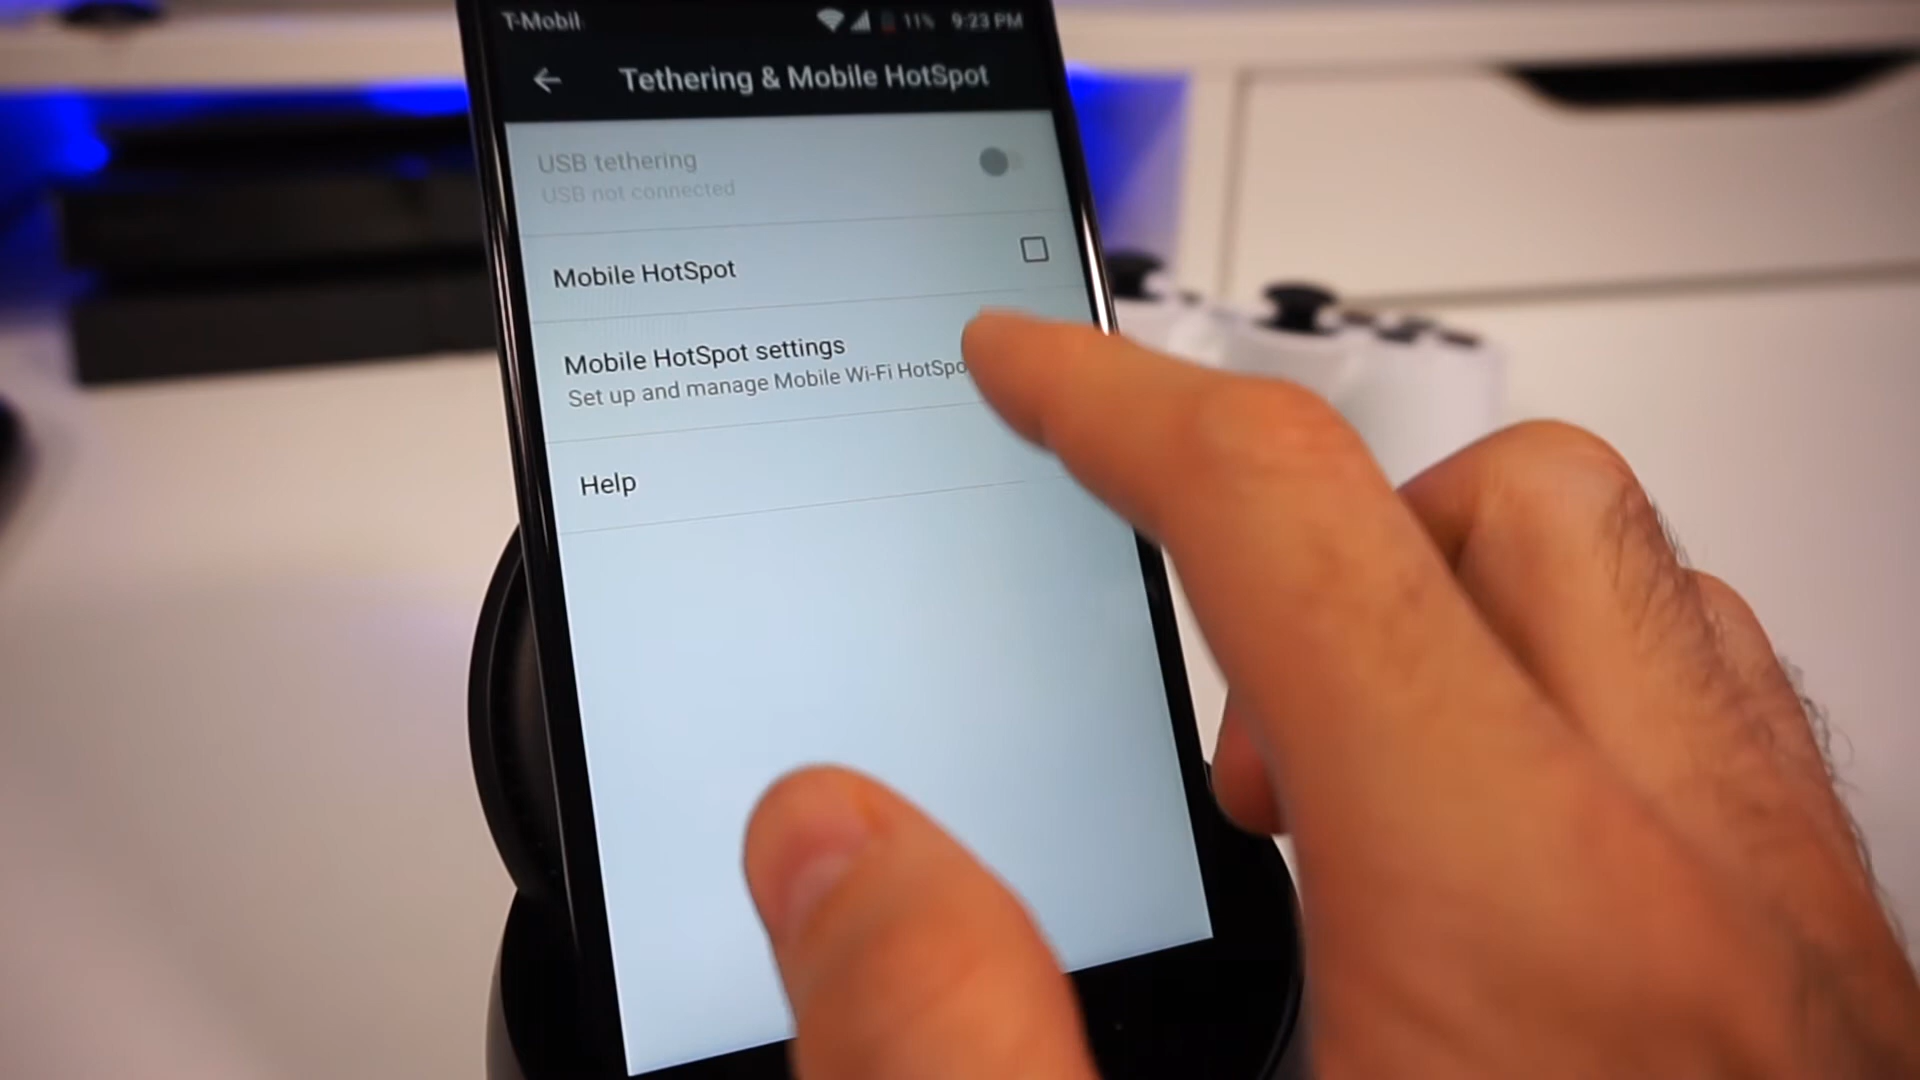 T-Mobil 11% 9:23 PM
Tethering & Mobile HotSpot
USB tethering
USB not connected
Mobile HotSpot
Mobile HotSpot settings
Set up and manage Mobile Wi-Fi HotSpo
Help